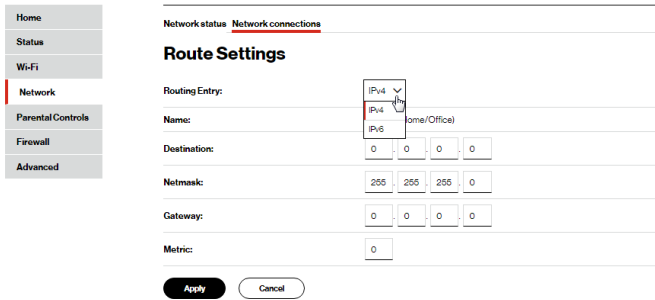 Home
Status
Wi-Fi
Network
Parental Controls
Firewall
Advanced
Network status Network connections
Route Settings
Routing Entry: IPv4
IPv4
Name: ome/Office)
IPv6
Destination: 0 . 0 . 0 . 0
Netmask: 255 . 255 . 255 . 0
Gateway: 0 . 0 . 0 . 0
Metric: 0
Apply Cancel